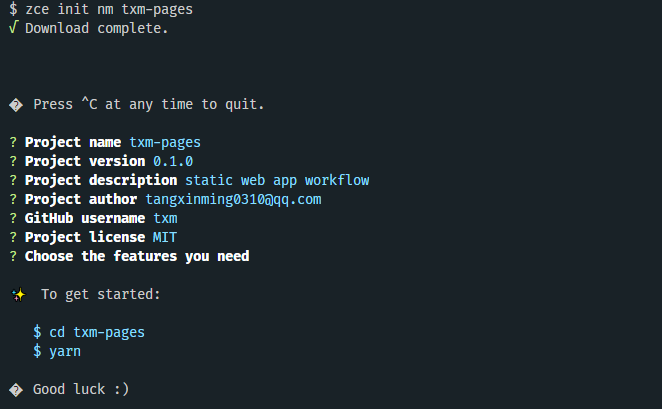 $ zce init nm txm-pages
√ Download complete.
� Press ^C at any time to quit.
? Project name txm-pages
? Project version 0.1.0
? Project description static web app workflow
? Project author tangxinming0310@qq.com
? GitHub username txm
? Project license MIT
? Choose the features you need
✨ To get started:
$ cd txm-pages
$ yarn
� Good luck :)